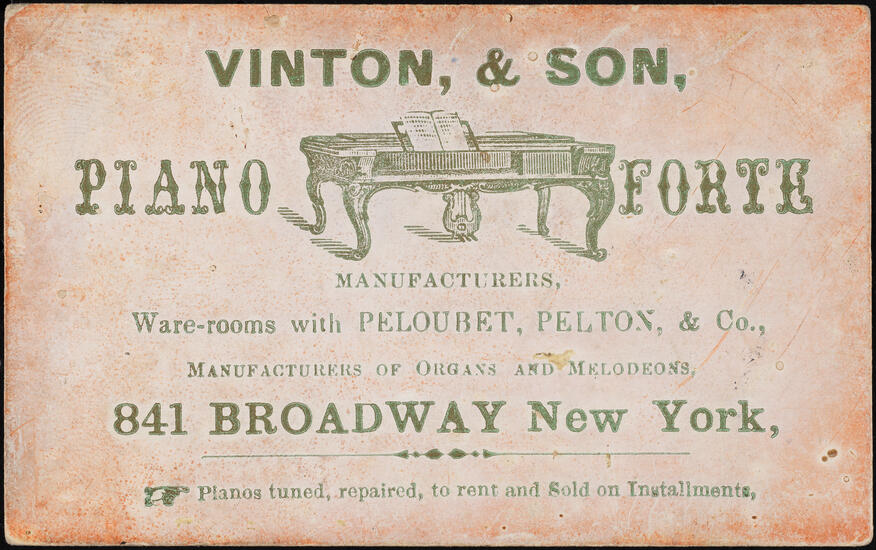 VINTON, & SON,
PIANO FORTE
MANUFACTURERS,
Ware-rooms with PELOUBET, PELTON, & Co.,
MANUFACTURERS OF ORGANS AND MELODEONS,
841 BROADWAY New York,
Pianos tuned, repaired, to rent and Sold on Installments,